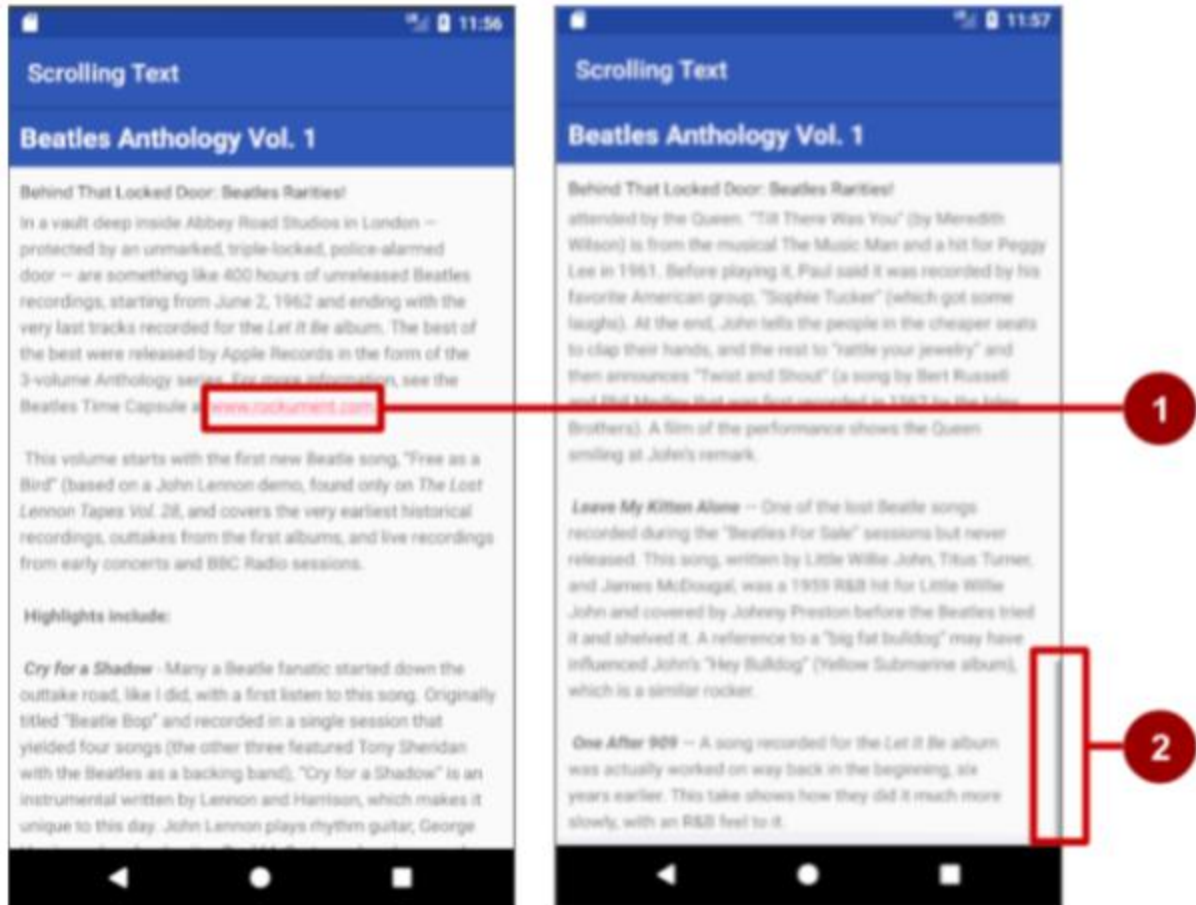 11:56
Scrolling Text
Beatles Anthology Vol. 1
Behind That Locked Door: Beatles Rarities!
In a vault deep inside Abbey Road Studios in London —
protected by an unmarked, triple-locked, police-alarmed
door — are something like 400 hours of unreleased Beatles
recordings, starting from June 2, 1962 and ending with the
very last tracks recorded for the Let It Be album. The best of
the best were released by Apple Records in the form of the
3-volume Anthology series. For more information, see the
Beatles Time Capsule a www.rockument.com
This volume starts with the first new Beatle song, "Free as a
Bird" (based on a John Lennon demo, found only on The Lost
Lennon Tapes Vol. 28, and covers the very earliest historical
recordings, outtakes from the first albums, and live recordings
from early concerts and BBC Radio sessions.
Highlights include:
Cry for a Shadow - Many a Beatle fanatic started down the
outtake road, like I did, with a first listen to this song. Originally
titled "Beatle Bop" and recorded in a single session that
yielded four songs (the other three featured Tony Sheridan
with the Beatles as a backing band), "Cry for a Shadow" is an
instrumental written by Lennon and Harrison, which makes it
unique to this day. John Lennon plays rhythm guitar, George
11:57
Scrolling Text
Beatles Anthology Vol. 1
Behind That Locked Door: Beatles Rarities!
attended by the Queen. "Till There Was You" (by Meredith
Wilson) is from the musical The Music Man and a hit for Peggy
Lee in 1961. Before playing it, Paul said it was recorded by his
favorite American group, "Sophie Tucker" (which got some
laughs). At the end, John tells the people in the cheaper seats
to clap their hands, and the rest to "rattle your jewelry" and
then announces "Twist and Shout" (a song by Bert Russell
and Phil Medley that was first recorded in 1962 by the Isley
Brothers). A film of the performance shows the Queen
smiling at John's remark.
Leave My Kitten Alone — One of the lost Beatle songs
recorded during the "Beatles For Sale" sessions but never
released. This song, written by Little Willie John, Titus Turner,
and James McDougal, was a 1959 R&B hit for Little Willie
John and covered by Johnny Preston before the Beatles tried
it and shelved it. A reference to a "big fat bulldog" may have
influenced John's "Hey Bulldog" (Yellow Submarine album),
which is a similar rocker.
One After 909 — A song recorded for the Let It Be album
was actually worked on way back in the beginning, six
years earlier. This take shows how they did it much more
slowly, with an R&B feel to it.
1
2